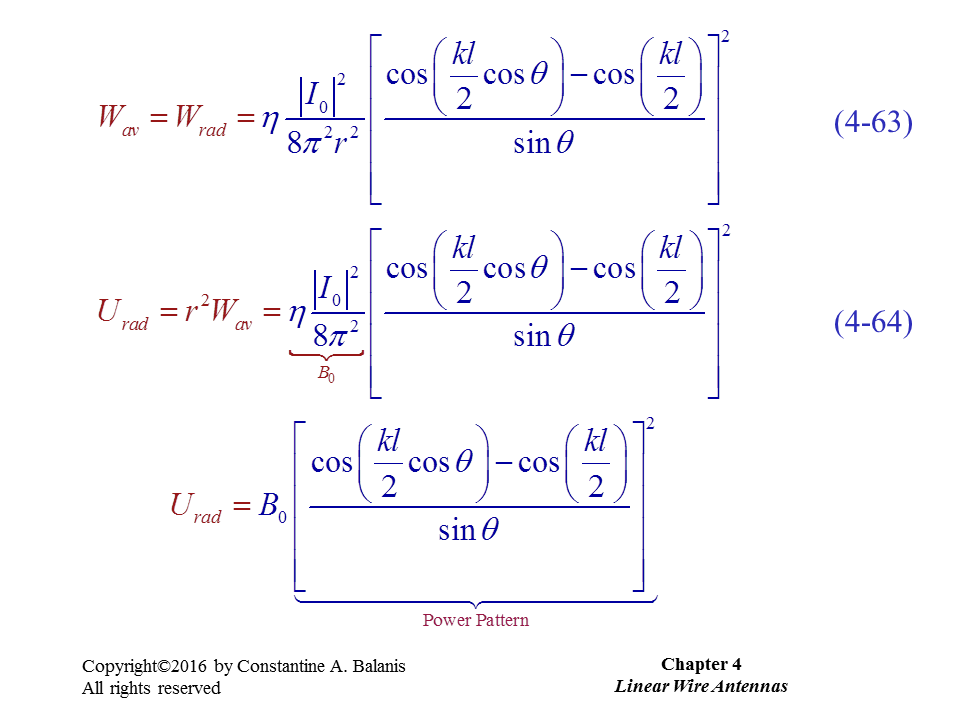 W_av = W_rad = η |I_0|^2 / (8π^2 r^2) [ (cos(kl/2 cos θ) − cos(kl/2)) / sin θ ]^2 (4-63)
U_rad = r^2 W_av = η |I_0|^2 / (8π^2) [ (cos(kl/2 cos θ) − cos(kl/2)) / sin θ ]^2 (4-64)
B_0
U_rad = B_0 [ (cos(kl/2 cos θ) − cos(kl/2)) / sin θ ]^2
Power Pattern
Copyright©2016 by Constantine A. Balanis
All rights reserved
Chapter 4
Linear Wire Antennas